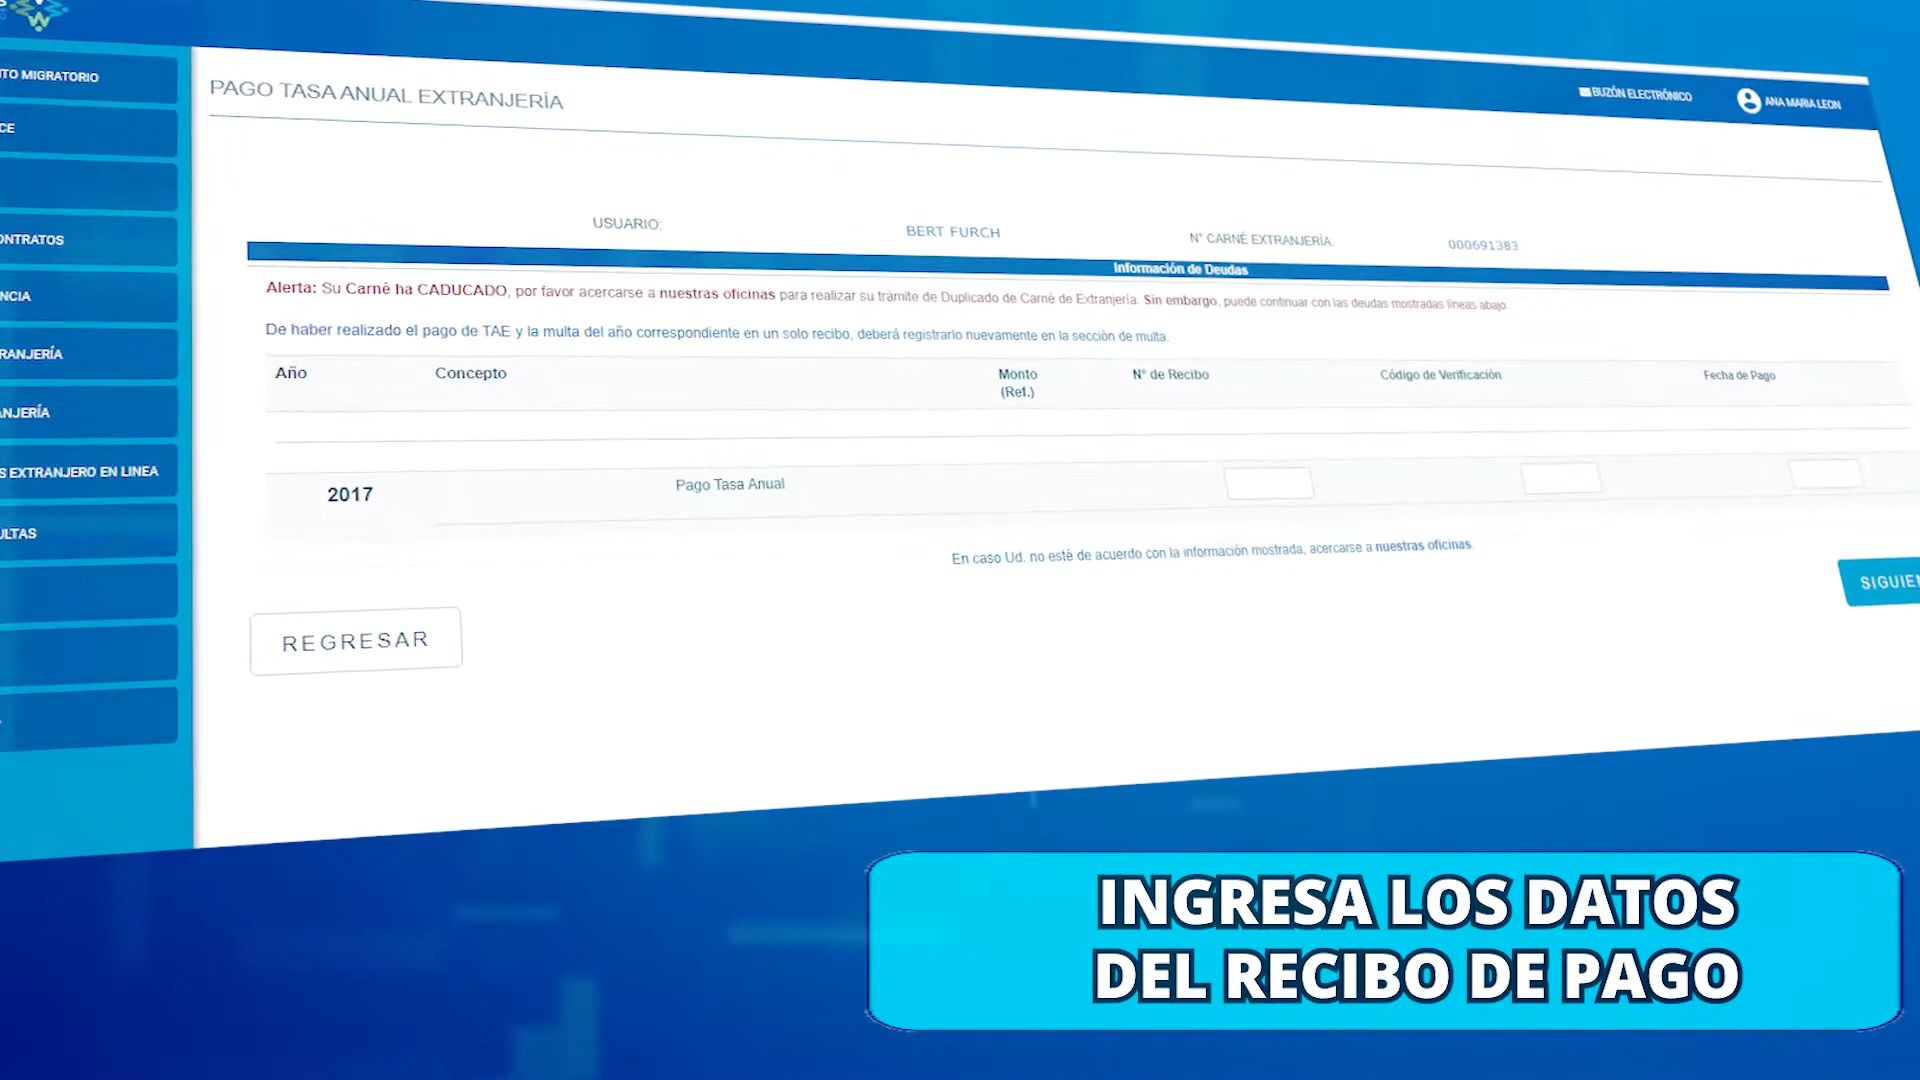 PAGO TASA ANUAL EXTRANJERÍA
BUZÓN ELECTRÓNICO
ANA MARIA LEON
TO MIGRATORIO
CE
ONTRATOS
NCIA
RANJERÍA
ANJERÍA
S EXTRANJERO EN LINEA
ULTAS
USUARIO:
BERT FURCH
N° CARNÉ EXTRANJERÍA:
000691383
Información de Deudas
Alerta: Su Carné ha CADUCADO, por favor acercarse a nuestras oficinas para realizar su trámite de Duplicado de Carné de Extranjería. Sin embargo, puede continuar con las deudas mostradas líneas abajo.
De haber realizado el pago de TAE y la multa del año correspondiente en un solo recibo, deberá registrarlo nuevamente en la sección de multa.
Año
Concepto
Monto
(Ref.)
N° de Recibo
Código de Verificación
Fecha de Pago
2017
Pago Tasa Anual
En caso Ud. no esté de acuerdo con la información mostrada, acercarse a nuestras oficinas.
SIGUIEN
REGRESAR
INGRESA LOS DATOS
DEL RECIBO DE PAGO